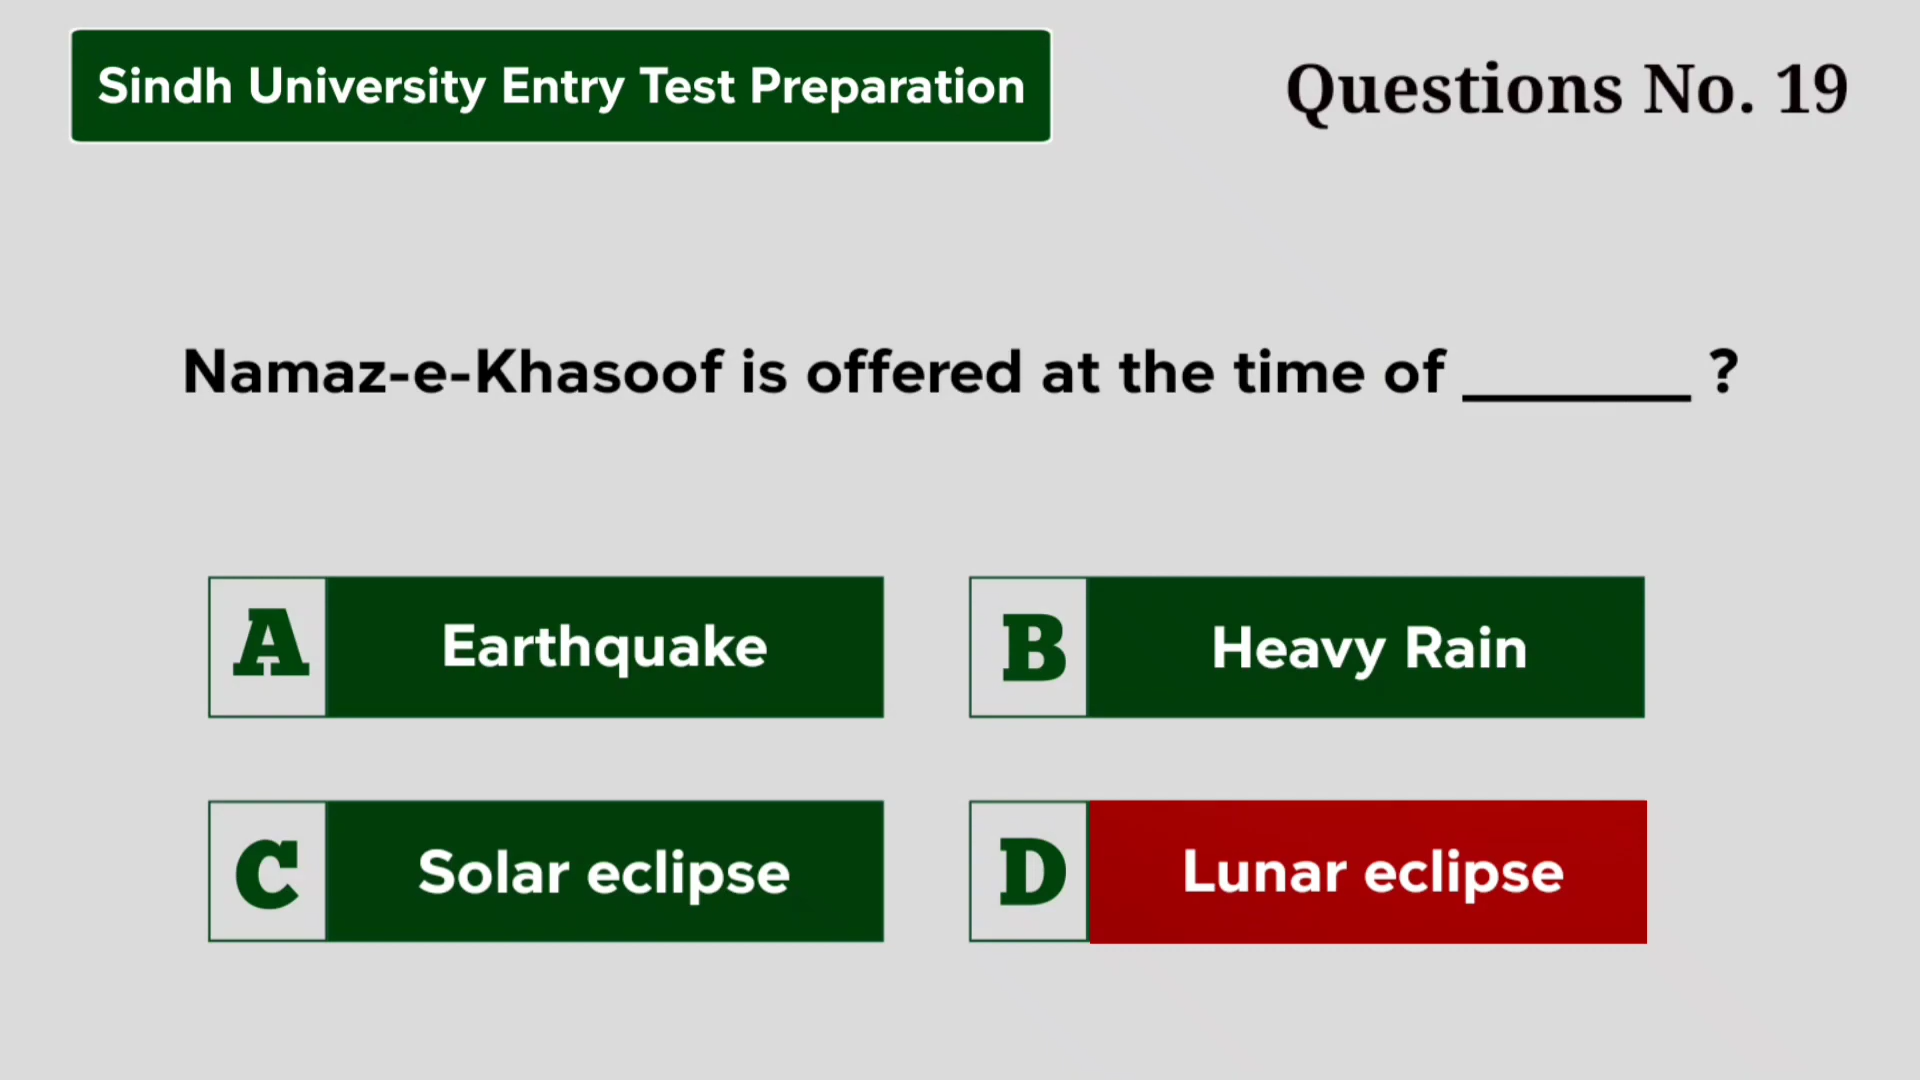 Sindh University Entry Test Preparation
Questions No. 19
Namaz-e-Khasoof is offered at the time of _______ ?
A Earthquake
B Heavy Rain
C Solar eclipse
D Lunar eclipse